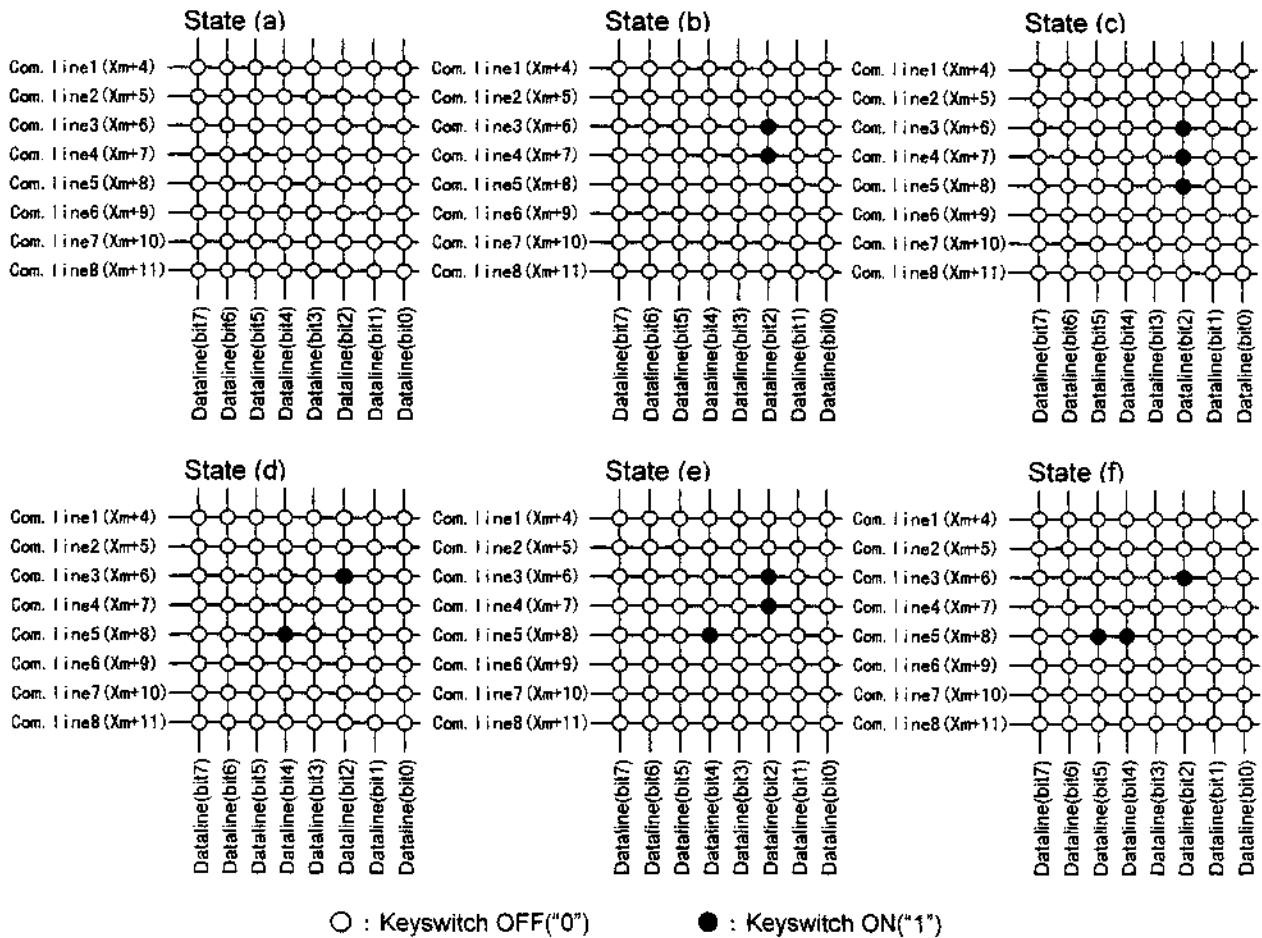 State (a)
Com. line1(Xm+4)
Com. line2(Xm+5)
Com. line3(Xm+6)
Com. line4(Xm+7)
Com. line5(Xm+8)
Com. line6(Xm+9)
Com. line7(Xm+10)
Com. line8(Xm+11)
Dataline(bit7)
Dataline(bit6)
Dataline(bit5)
Dataline(bit4)
Dataline(bit3)
Dataline(bit2)
Dataline(bit1)
Dataline(bit0)
State (b)
Com. line1(Xm+4)
Com. line2(Xm+5)
Com. line3(Xm+6)
Com. line4(Xm+7)
Com. line5(Xm+8)
Com. line6(Xm+9)
Com. line7(Xm+10)
Com. line8(Xm+11)
Dataline(bit7)
Dataline(bit6)
Dataline(bit5)
Dataline(bit4)
Dataline(bit3)
Dataline(bit2)
Dataline(bit1)
Dataline(bit0)
State (c)
Com. line1(Xm+4)
Com. line2(Xm+5)
Com. line3(Xm+6)
Com. line4(Xm+7)
Com. line5(Xm+8)
Com. line6(Xm+9)
Com. line7(Xm+10)
Com. line8(Xm+11)
Dataline(bit7)
Dataline(bit6)
Dataline(bit5)
Dataline(bit4)
Dataline(bit3)
Dataline(bit2)
Dataline(bit1)
Dataline(bit0)
State (d)
Com. line1(Xm+4)
Com. line2(Xm+5)
Com. line3(Xm+6)
Com. line4(Xm+7)
Com. line5(Xm+8)
Com. line6(Xm+9)
Com. line7(Xm+10)
Com. line8(Xm+11)
Dataline(bit7)
Dataline(bit6)
Dataline(bit5)
Dataline(bit4)
Dataline(bit3)
Dataline(bit2)
Dataline(bit1)
Dataline(bit0)
State (e)
Com. line1(Xm+4)
Com. line2(Xm+5)
Com. line3(Xm+6)
Com. line4(Xm+7)
Com. line5(Xm+8)
Com. line6(Xm+9)
Com. line7(Xm+10)
Com. line8(Xm+11)
Dataline(bit7)
Dataline(bit6)
Dataline(bit5)
Dataline(bit4)
Dataline(bit3)
Dataline(bit2)
Dataline(bit1)
Dataline(bit0)
State (f)
Com. line1(Xm+4)
Com. line2(Xm+5)
Com. line3(Xm+6)
Com. line4(Xm+7)
Com. line5(Xm+8)
Com. line6(Xm+9)
Com. line7(Xm+10)
Com. line8(Xm+11)
Dataline(bit7)
Dataline(bit6)
Dataline(bit5)
Dataline(bit4)
Dataline(bit3)
Dataline(bit2)
Dataline(bit1)
Dataline(bit0)
: Keyswitch OFF("0")
: Keyswitch ON("1")